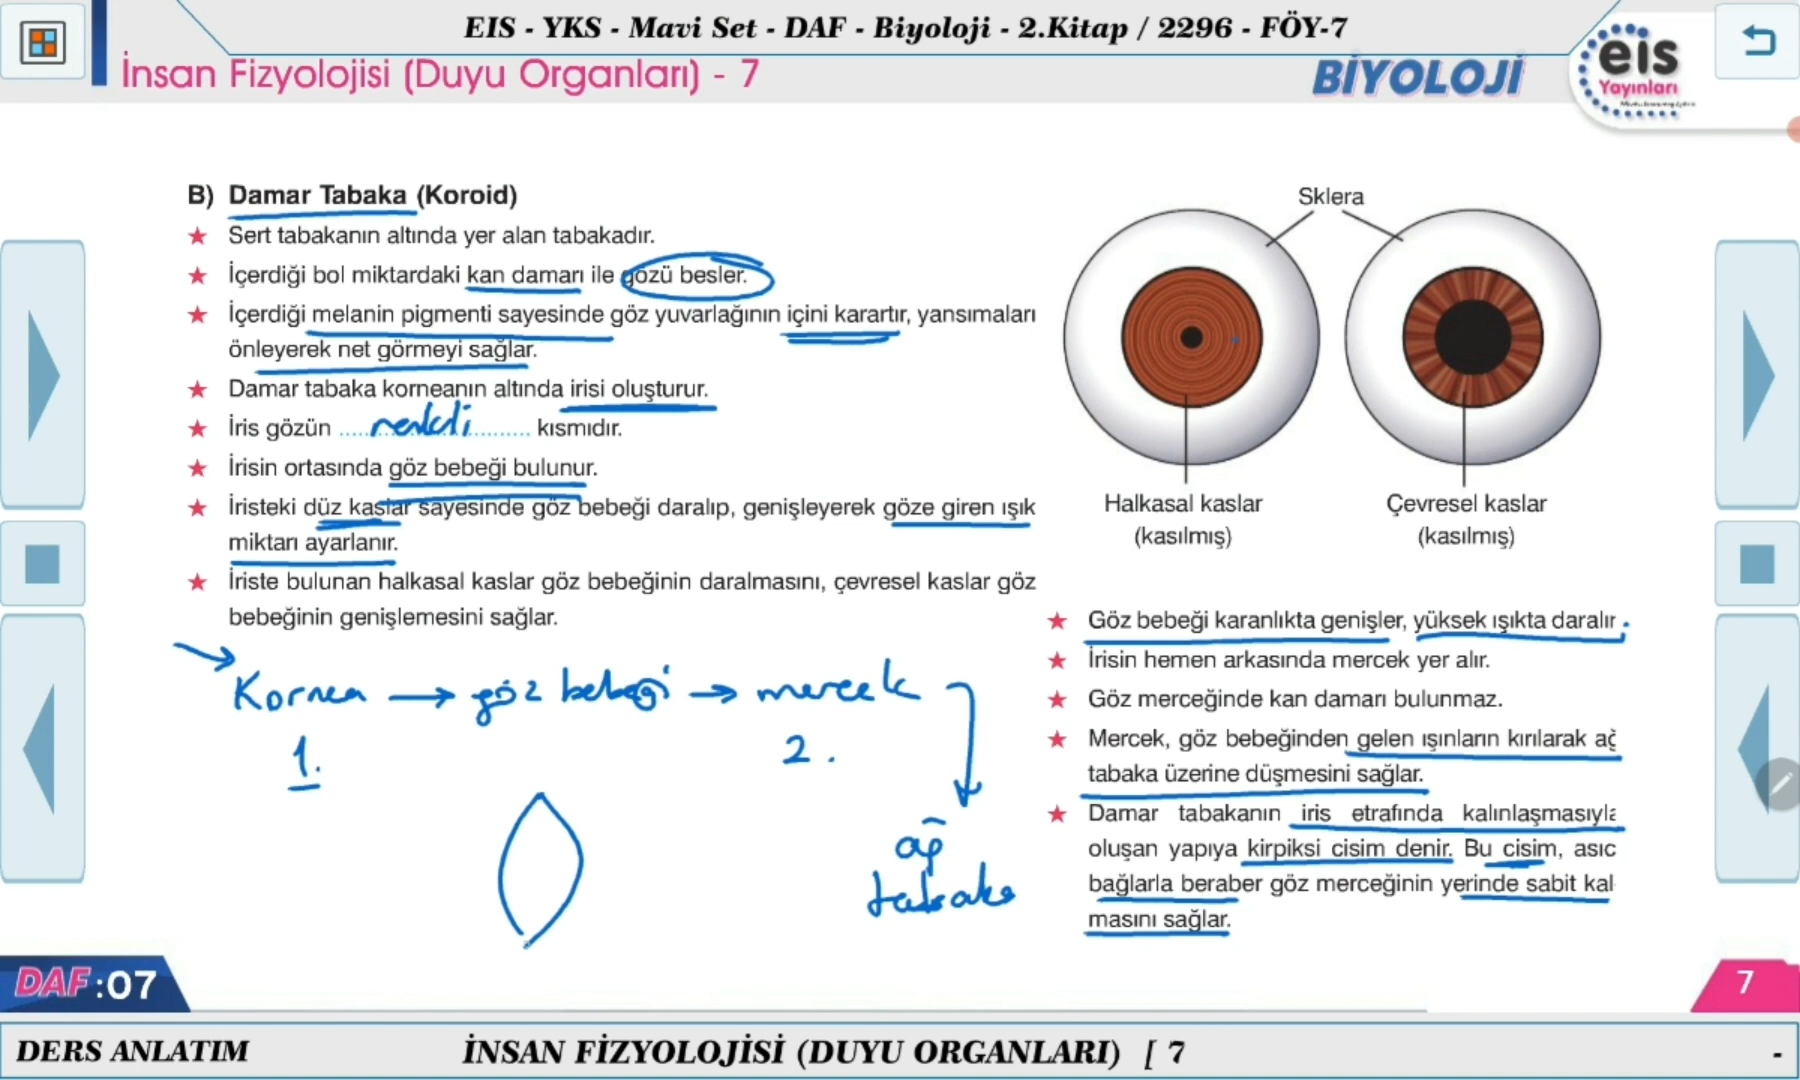 EIS - YKS - Mavi Set - DAF - Biyoloji - 2.Kitap / 2296 - FÖY-7
İnsan Fizyolojisi (Duyu Organları) - 7
BİYOLOJİ
eis
Yayınları
B) Damar Tabaka (Koroid)
★ Sert tabakanın altında yer alan tabakadır.
★ İçerdiği bol miktardaki kan damarı ile gözü besler.
★ İçerdiği melanin pigmenti sayesinde göz yuvarlağının içini karartır, yansımaları
önleyerek net görmeyi sağlar.
★ Damar tabaka korneanın altında irisi oluşturur.
★ İris gözün renkli kısmıdır.
★ İrisin ortasında göz bebeği bulunur.
★ İristeki düz kaslar sayesinde göz bebeği daralıp, genişleyerek göze giren ışık
miktarı ayarlanır.
★ İriste bulunan halkasal kaslar göz bebeğinin daralmasını, çevresel kaslar göz
bebeğinin genişlemesini sağlar.
Kornea → göz bebeği → mercek
1. 2.
ağ
tabaka
Sklera
Halkasal kaslar
(kasılmış)
Çevresel kaslar
(kasılmış)
★ Göz bebeği karanlıkta genişler, yüksek ışıkta daralır.
★ İrisin hemen arkasında mercek yer alır.
★ Göz merceğinde kan damarı bulunmaz.
★ Mercek, göz bebeğinden gelen ışınların kırılarak ağ
tabaka üzerine düşmesini sağlar.
★ Damar tabakanın iris etrafında kalınlaşmasıyla
oluşan yapıya kirpiksi cisim denir. Bu cisim, asıc
bağlarla beraber göz merceğinin yerinde sabit kal-
masını sağlar.
DAF:07
7
DERS ANLATIM
İNSAN FİZYOLOJİSİ (DUYU ORGANLARI) [ 7
-